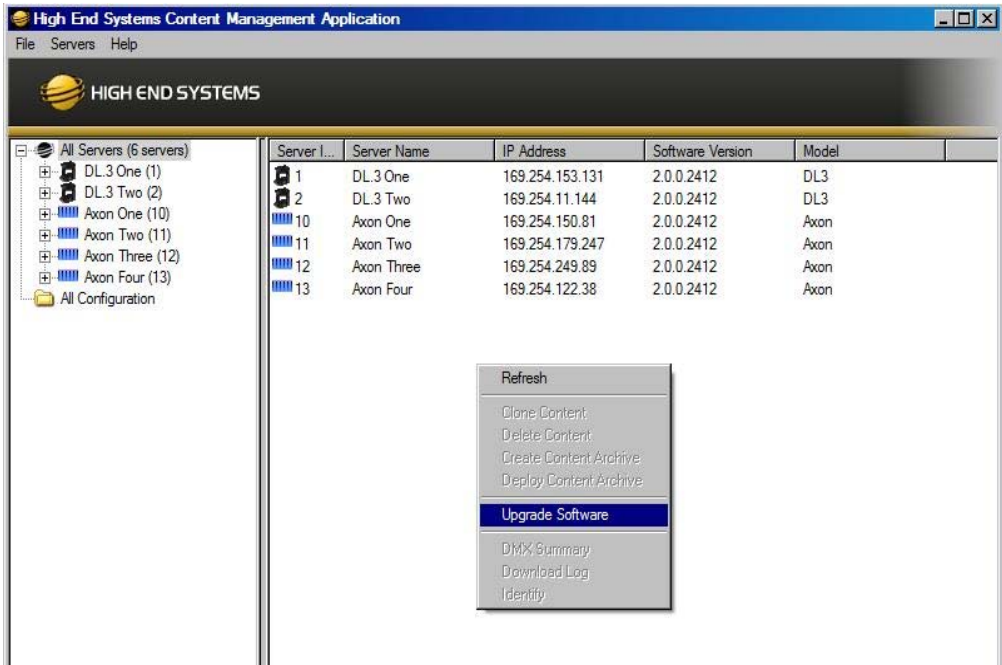 High End Systems Content Management Application
File Servers Help
HIGH END SYSTEMS
All Servers (6 servers)
DL.3 One (1)
DL.3 Two (2)
Axon One (10)
Axon Two (11)
Axon Three (12)
Axon Four (13)
All Configuration
Server I... Server Name IP Address Software Version Model
1 DL.3 One 169.254.153.131 2.0.0.2412 DL3
2 DL.3 Two 169.254.11.144 2.0.0.2412 DL3
10 Axon One 169.254.150.81 2.0.0.2412 Axon
11 Axon Two 169.254.179.247 2.0.0.2412 Axon
12 Axon Three 169.254.249.89 2.0.0.2412 Axon
13 Axon Four 169.254.122.38 2.0.0.2412 Axon
Refresh
Clone Content
Delete Content
Create Content Archive
Deploy Content Archive
Upgrade Software
DMX Summary
Download Log
Identify